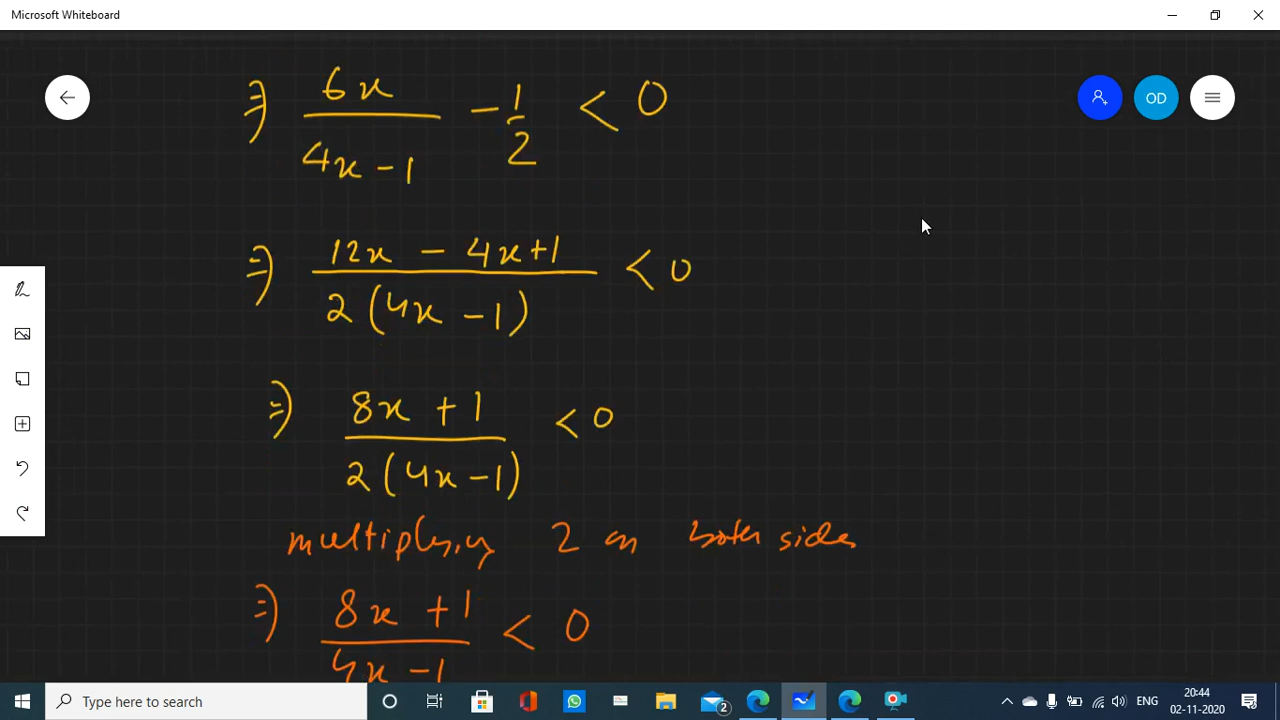 Microsoft Whiteboard
⇒ 6x / 4x - 1 - 1/2 < 0
OD
⇒ 12x - 4x+1 / 2 (4x - 1) < 0
⇒ 8x + 1 / 2 (4x - 1) < 0
multiplying 2 on both sides
⇒ 8x + 1 / 4x - 1 < 0
Type here to search
2
ENG
20:44
02-11-2020